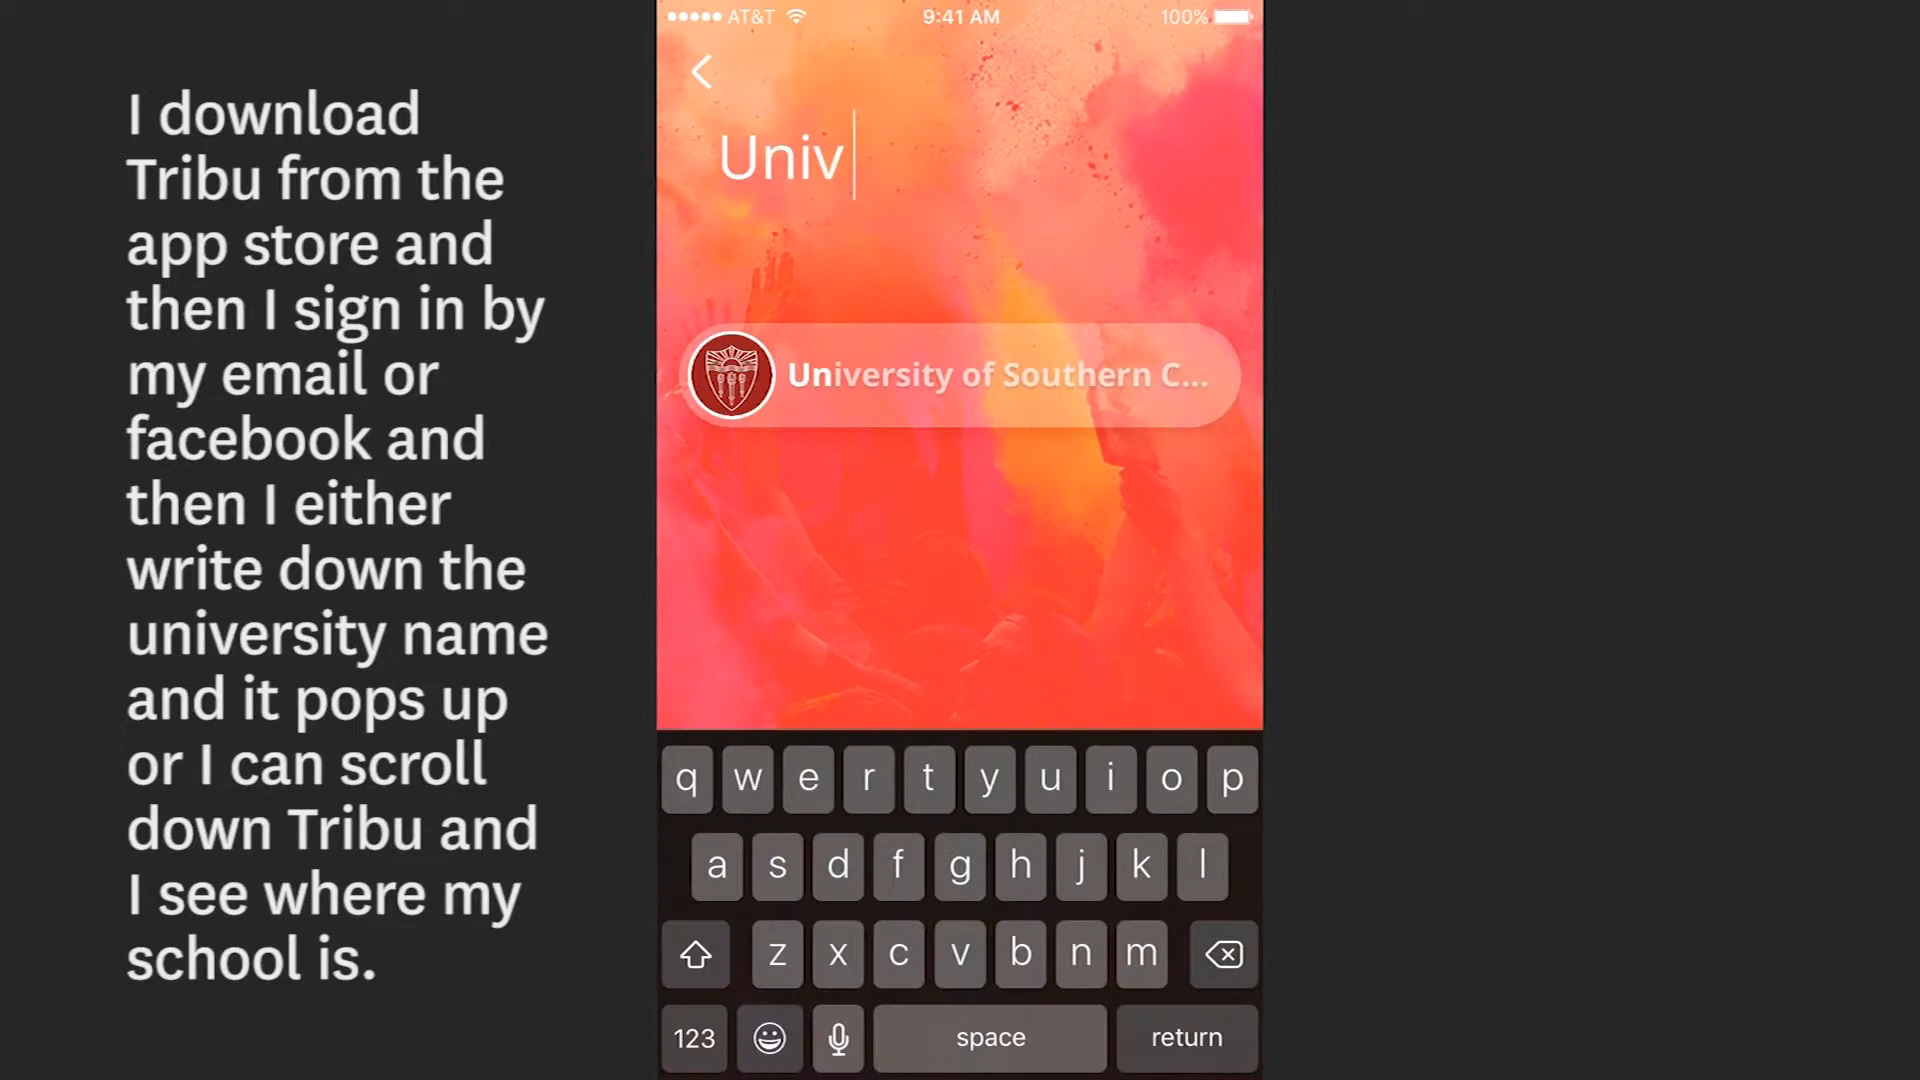 I download
Tribu from the
app store and
then I sign in by
my email or
facebook and
then I either
write down the
university name
and it pops up
or I can scroll
down Tribu and
I see where my
school is.
AT&T 9:41 AM 100%
Univ
University of Southern C...
q w e r t y u i o p
a s d f g h j k l
z x c v b n m
123 space return